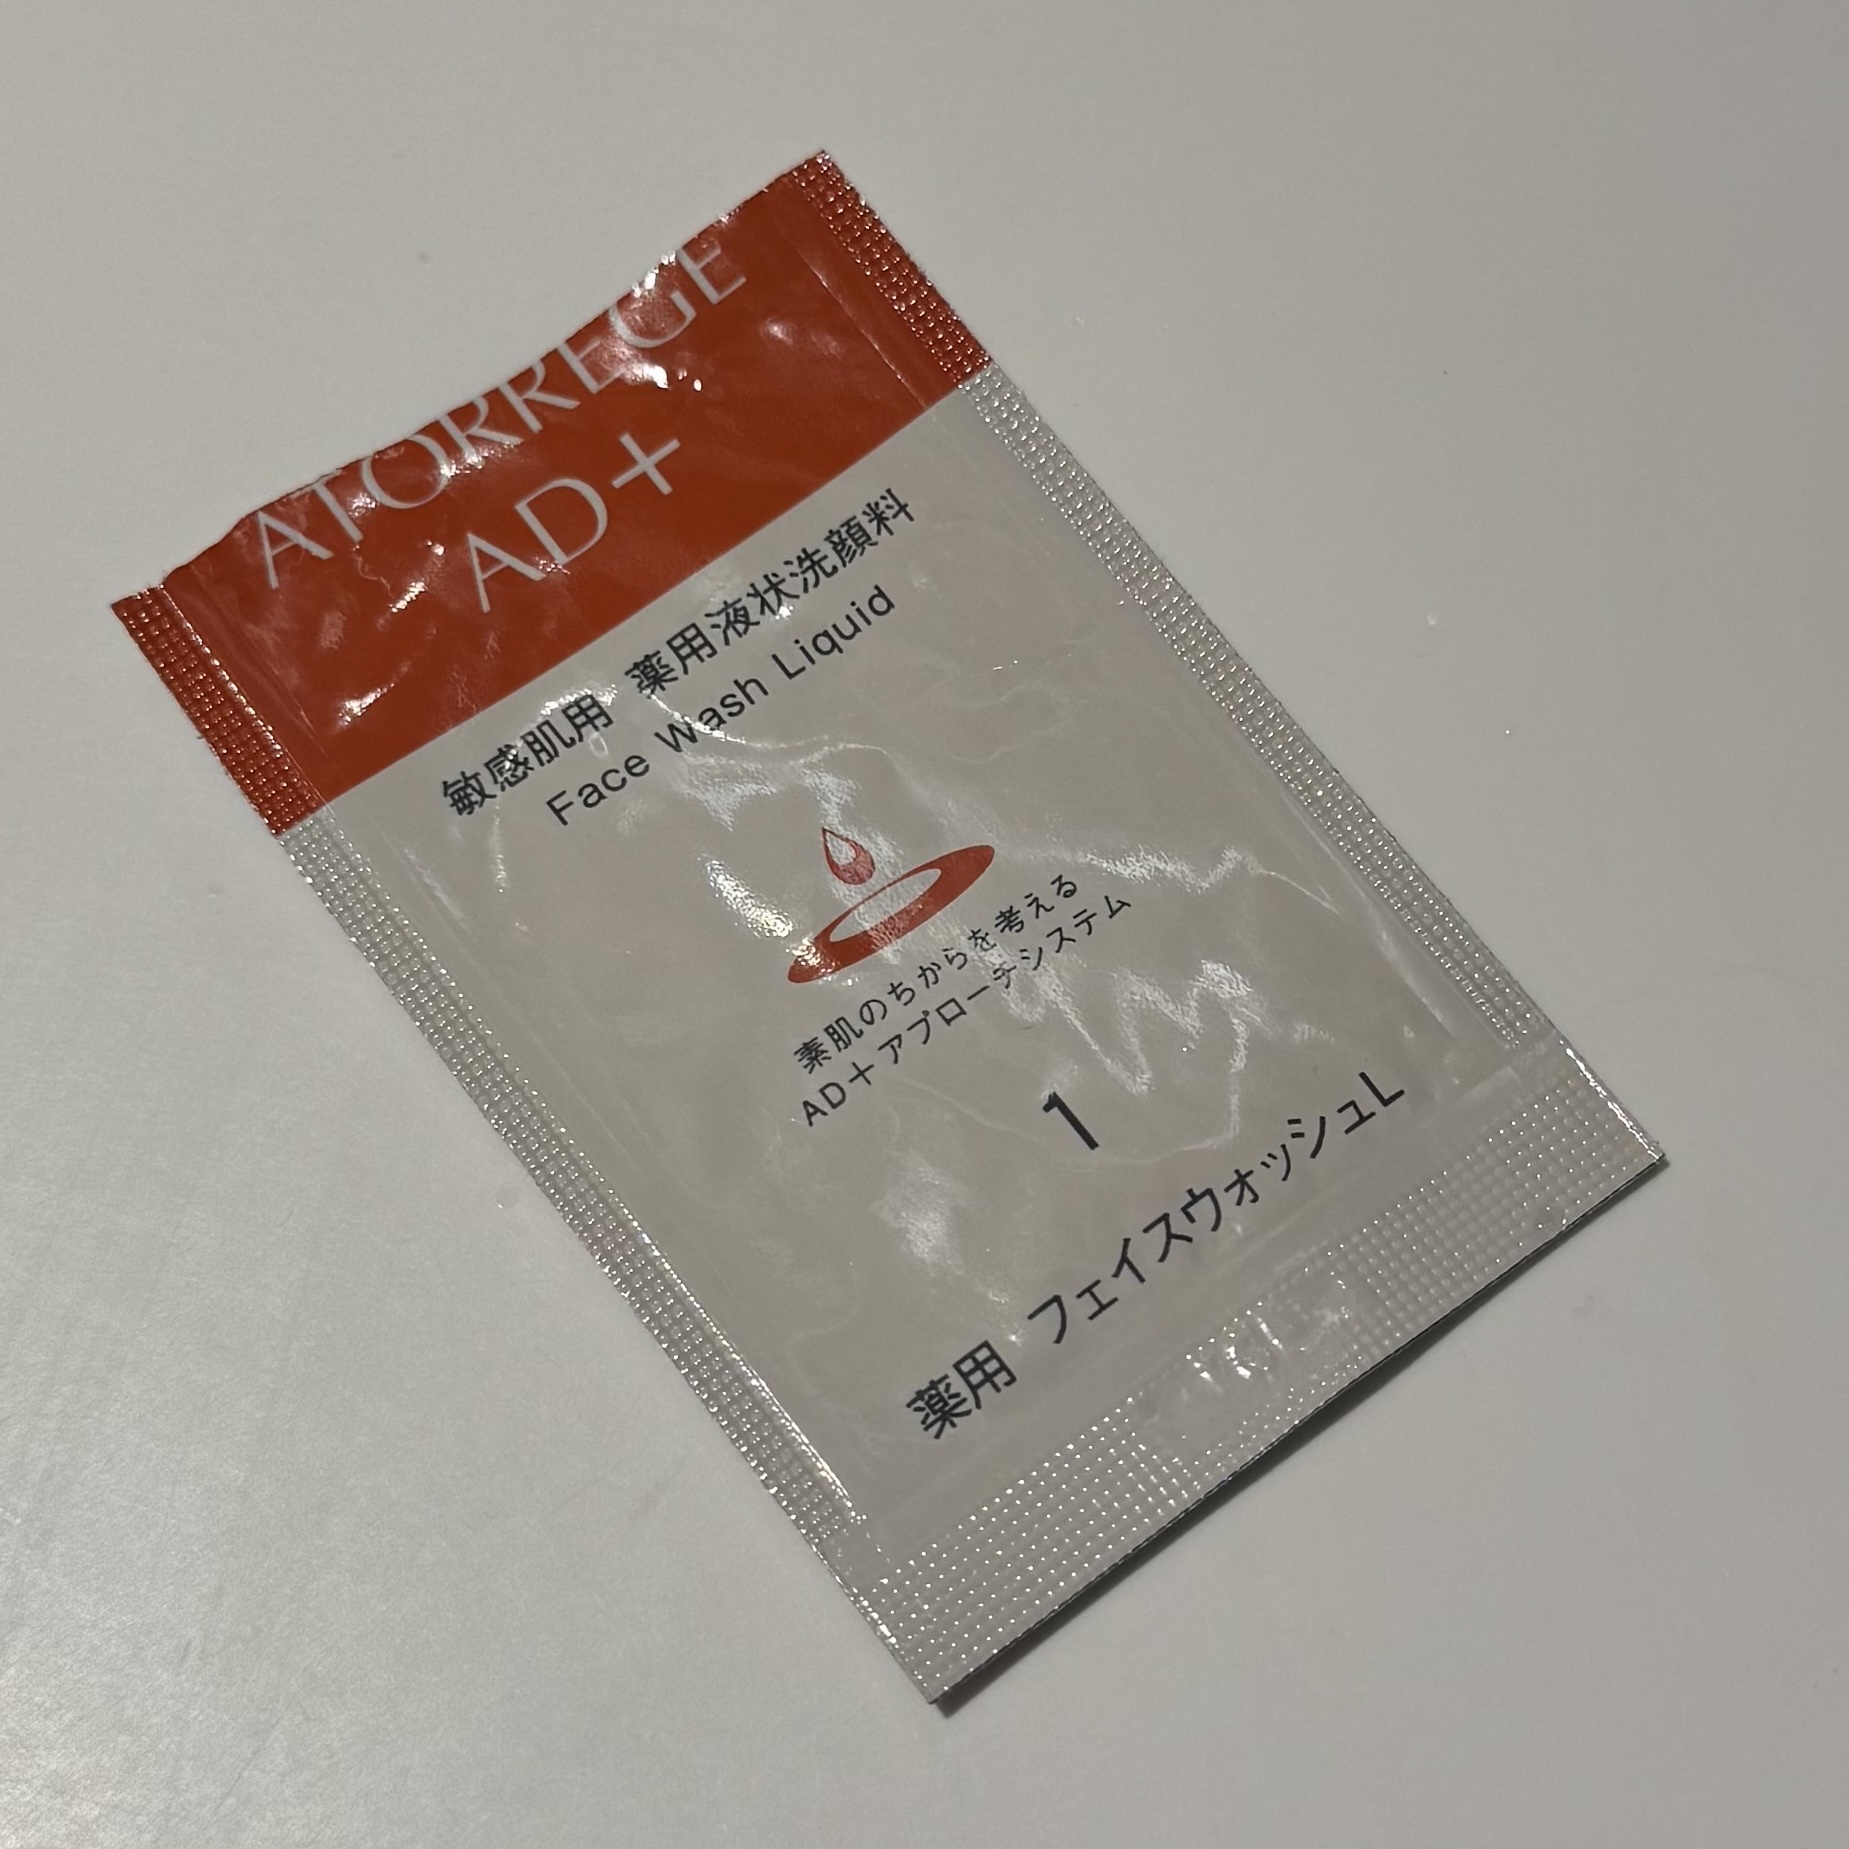 ATORREGE
AD+
敏感肌用 薬用液状洗顔料
Face Wash Liquid
素肌のちからを考える
AD+アプローチシステム
1
薬用 フェイスウォッシュL